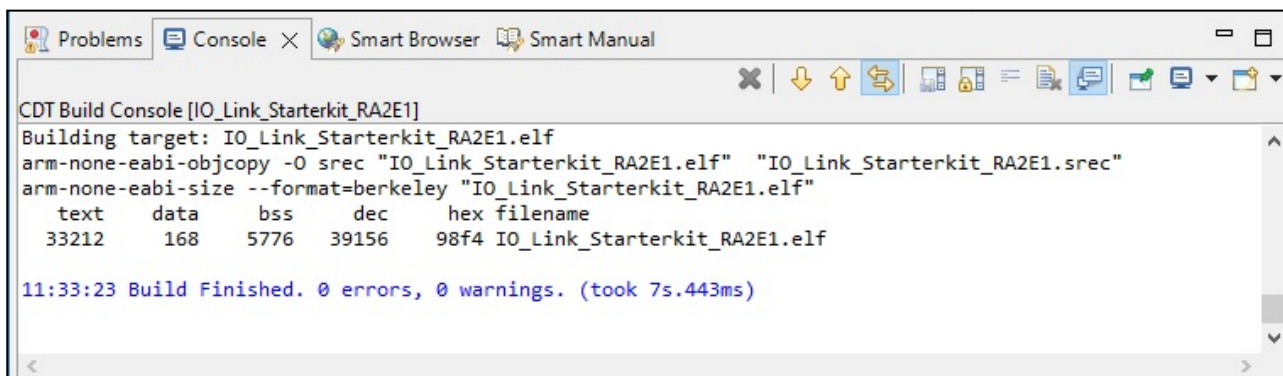 Problems Console Smart Browser Smart Manual
CDT Build Console [IO_Link_Starterkit_RA2E1]
Building target: IO_Link_Starterkit_RA2E1.elf
arm-none-eabi-objcopy -O srec "IO_Link_Starterkit_RA2E1.elf"  "IO_Link_Starterkit_RA2E1.srec"
arm-none-eabi-size --format=berkeley "IO_Link_Starterkit_RA2E1.elf"
   text    data     bss     dec     hex filename
  33212     168    5776   39156    98f4 IO_Link_Starterkit_RA2E1.elf
11:33:23 Build Finished. 0 errors, 0 warnings. (took 7s.443ms)